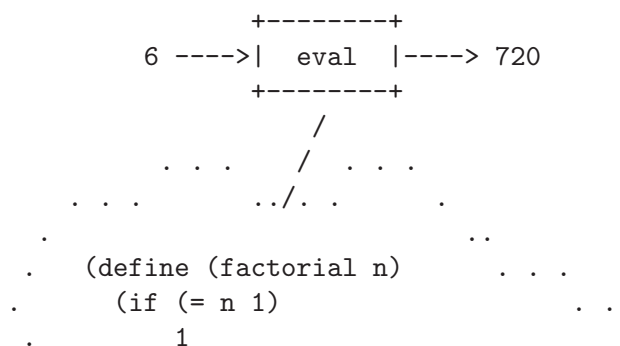 +--------+
6 ---->| eval |----> 720
+--------+
/
. . . / . . .
. . . ../. . .
. ..
. (define (factorial n) . . .
. (if (= n 1) . .
. 1